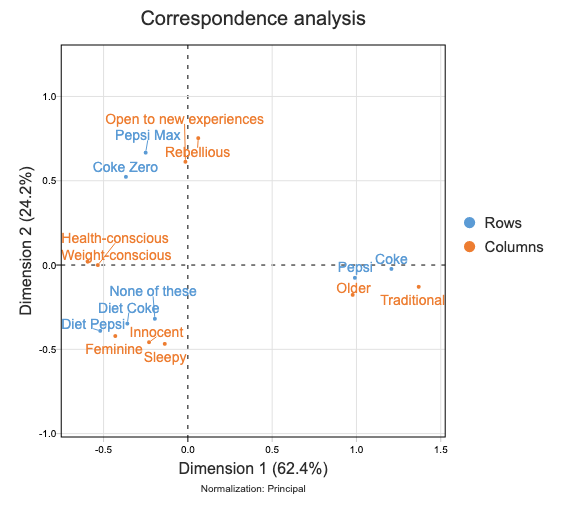 Correspondence analysis
Dimension 2 (24.2%)
1.0
0.5
0.0
-0.5
-1.0
Open to new experiences
Pepsi Max
Rebellious
Coke Zero
Health-conscious
Weight-conscious
Coke
Pepsi
Older
Traditional
None of these
Diet Coke
Diet Pepsi
Innocent
Feminine
Sleepy
Rows
Columns
-0.5
0.0
0.5
1.0
1.5
Dimension 1 (62.4%)
Normalization: Principal